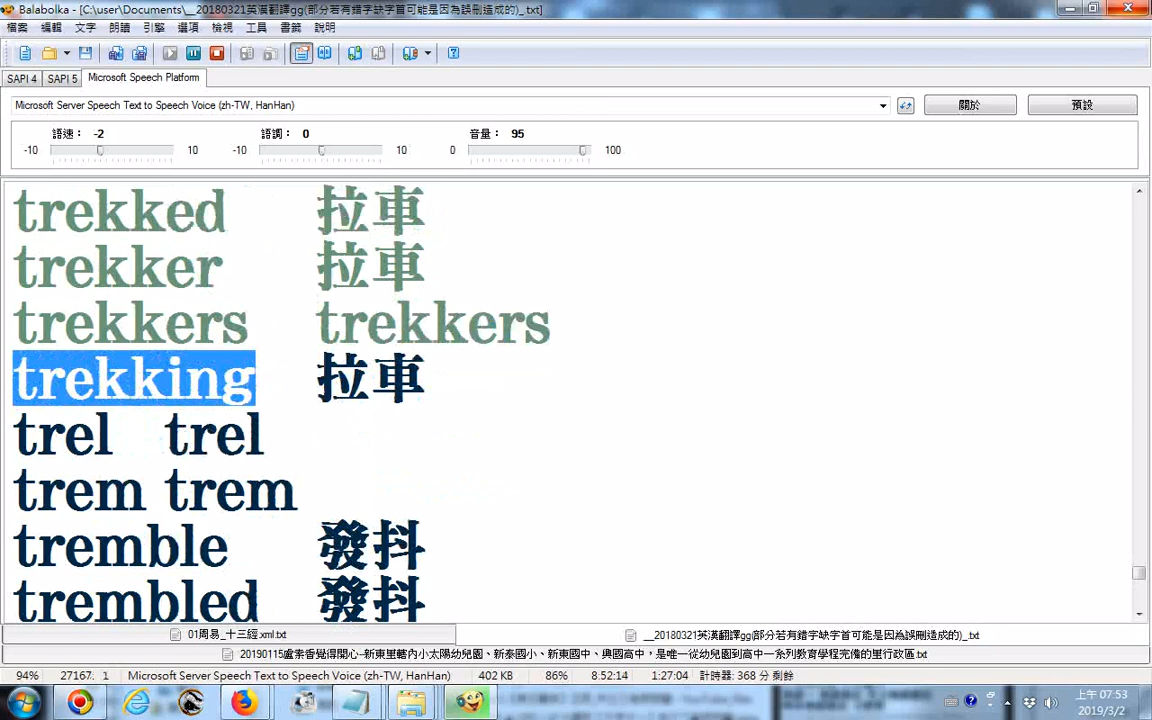 Balabolka - [C:\user\Documents\__20180321英漢翻譯gg(部分若有錯字缺字首可能是因為誤刪造成的)_.txt]
檔案 編輯 文字 朗讀 引擎 選項 檢視 工具 書籤 說明
SAPI 4 SAPI 5 Microsoft Speech Platform
Microsoft Server Speech Text to Speech Voice (zh-TW, HanHan) 關於 預設
語速： -2 語調： 0 音量： 95
-10 10 -10 10 0 100
trekked 拉車
trekker 拉車
trekkers trekkers
trekking 拉車
trel trel
trem trem
tremble 發抖
trembled 發抖
01周易_十三經.xml.txt __20180321英漢翻譯gg(部分若有錯字缺字首可能是因為誤刪造成的)_.txt
20190115盧素香覺得開心─新東里轄內小太陽幼兒園、新泰國小、新東國中、興國高中，是唯一從幼兒園到高中一系列教育學程完備的里行政區.txt
94% 27167: 1 Microsoft Server Speech Text to Speech Voice (zh-TW, HanHan) 402 KB 86% 8:52:14 1:27:04 計時器: 368 分 剩餘
上午 07:53
2019/3/2